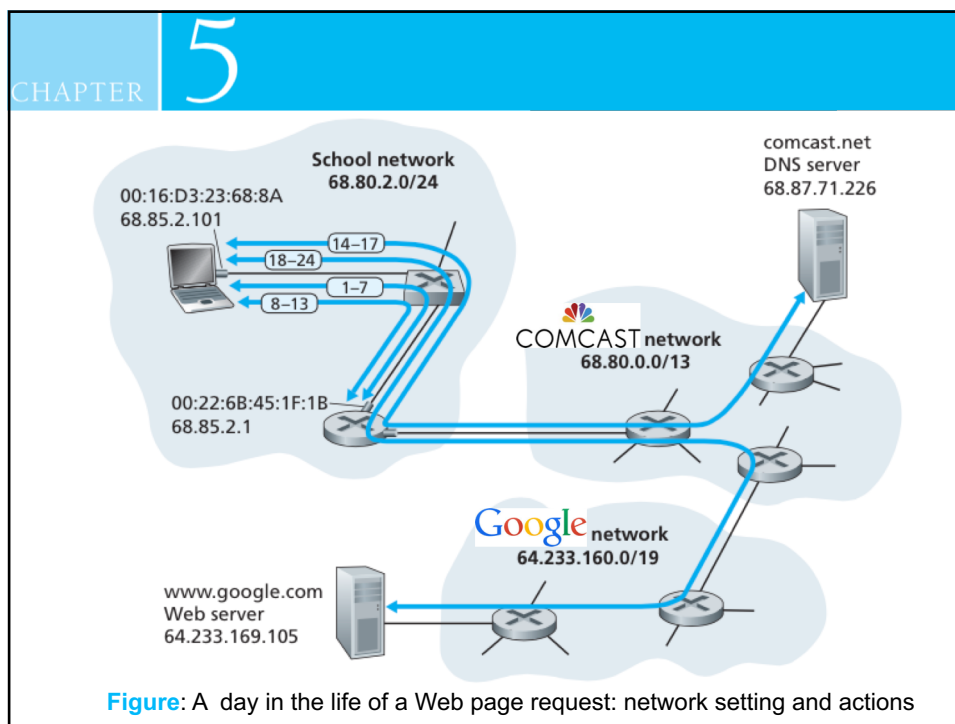 CHAPTER 5
School network
68.80.2.0/24
comcast.net
DNS server
68.87.71.226
00:16:D3:23:68:8A
68.85.2.101
14–17
18–24
1–7
8–13
COMCAST network
68.80.0.0/13
00:22:6B:45:1F:1B
68.85.2.1
Google network
64.233.160.0/19
www.google.com
Web server
64.233.169.105
Figure: A day in the life of a Web page request: network setting and actions